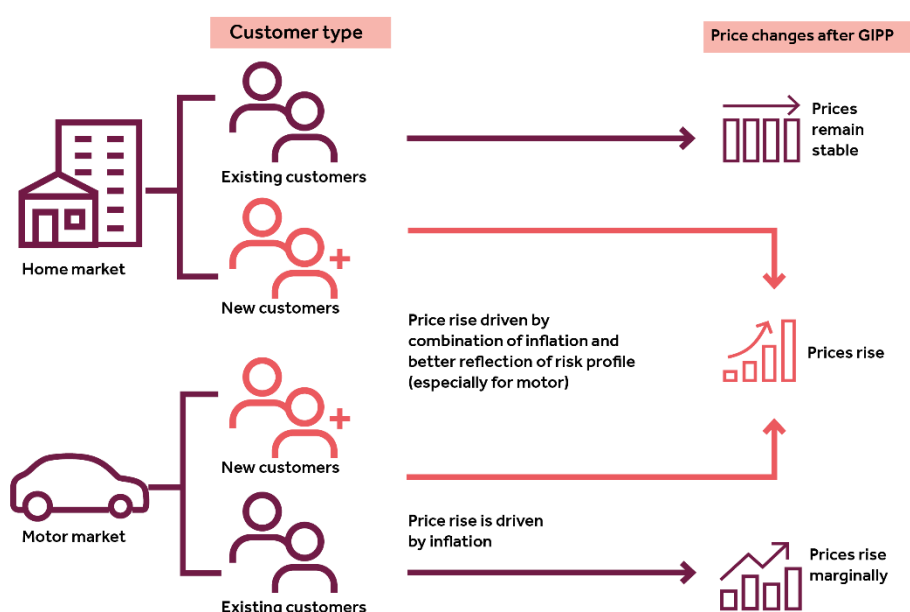 Customer type
Price changes after GIPP
Prices
remain
stable
Existing customers
Home market
New customers
Price rise driven by
combination of inflation and
better reflection of risk profile
(especially for motor)
Prices rise
New customers
Motor market
Price rise is driven
by inflation
Prices rise
marginally
Existing customers